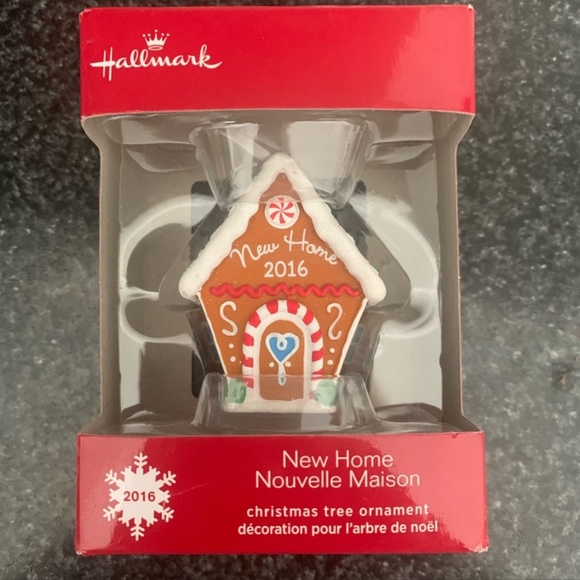 Hallmark
New Home
2016
2016
New Home
Nouvelle Maison
christmas tree ornament
décoration pour l'arbre de noël